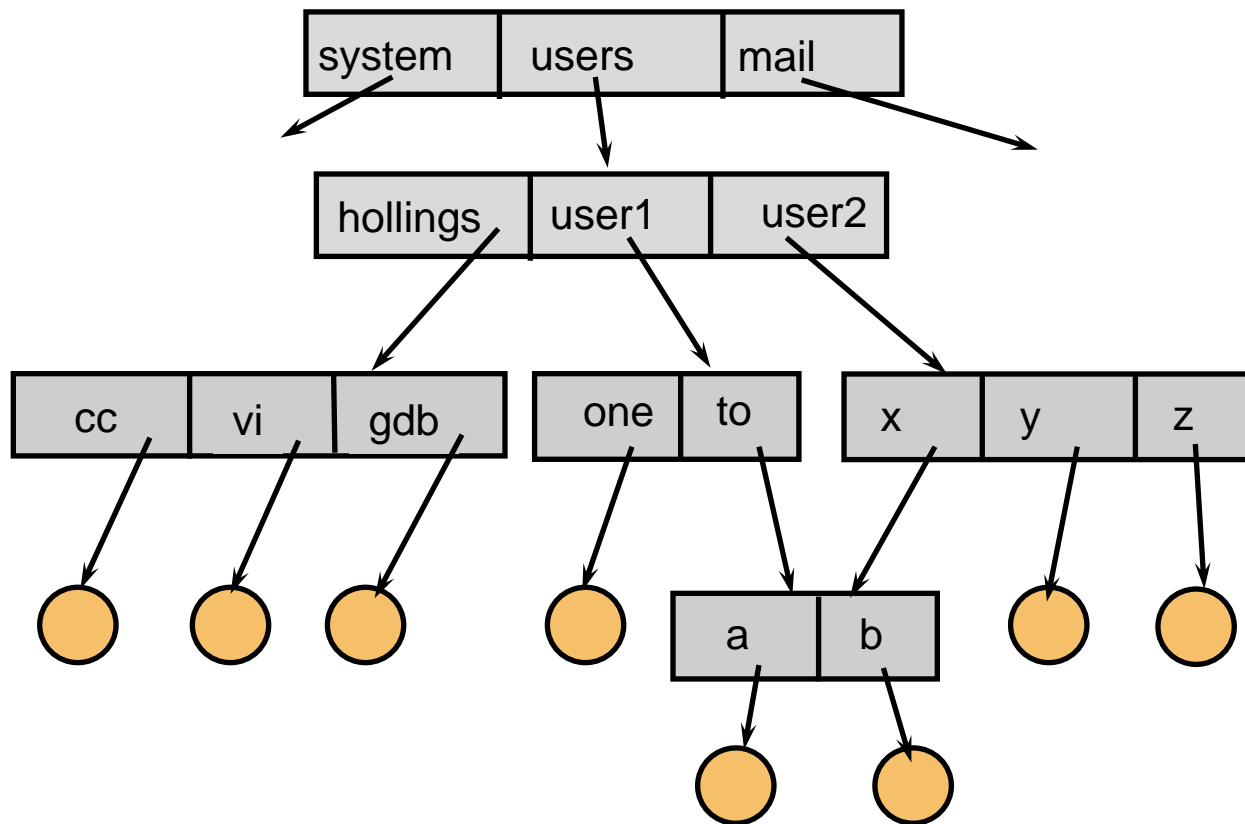 system users mail
hollings user1 user2
cc vi gdb one to x y z
a b